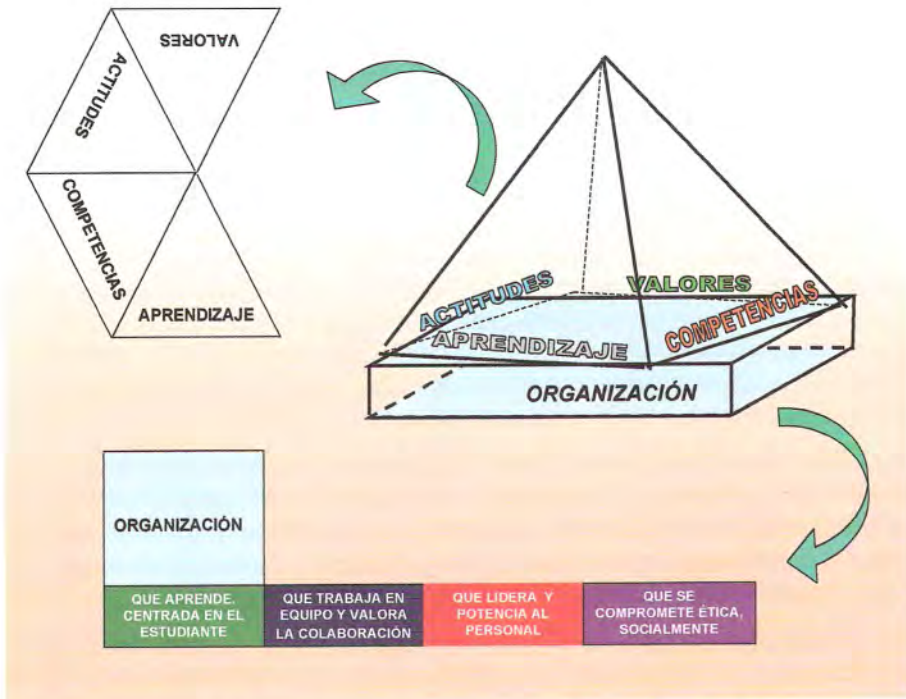 VALORES
ACTITUDES
COMPETENCIAS
APRENDIZAJE
ACTITUDES
VALORES
APRENDIZAJE
COMPETENCIAS
ORGANIZACIÓN
ORGANIZACIÓN
QUE APRENDE.
CENTRADA EN EL
ESTUDIANTE
QUE TRABAJA EN
EQUIPO Y VALORA
LA COLABORACIÓN
QUE LIDERA Y
POTENCIA AL
PERSONAL
QUE SE
COMPROMETE ÉTICA,
SOCIALMENTE